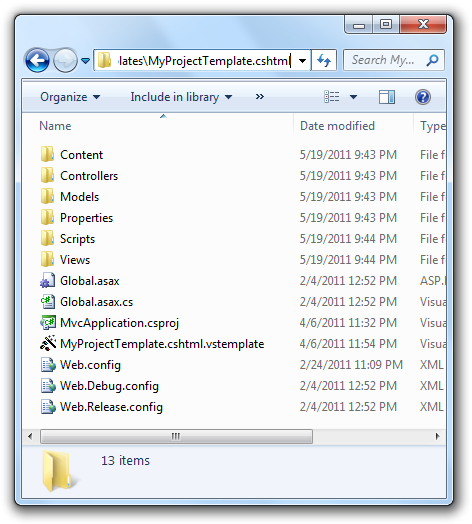 lates\MyProjectTemplate.cshtml Search My...
Organize Include in library »
Name Date modified Type
Content 5/19/2011 9:43 PM File f
Controllers 5/19/2011 9:43 PM File f
Models 5/19/2011 9:43 PM File f
Properties 5/19/2011 9:43 PM File f
Scripts 5/19/2011 9:44 PM File f
Views 5/19/2011 9:44 PM File f
Global.asax 2/4/2011 12:52 PM ASP.
Global.asax.cs 2/4/2011 12:52 PM Visua
MvcApplication.csproj 4/6/2011 11:32 PM Visua
MyProjectTemplate.cshtml.vstemplate 4/6/2011 11:54 PM Visua
Web.config 2/24/2011 11:09 PM XML
Web.Debug.config 2/4/2011 12:52 PM XML
Web.Release.config 2/4/2011 12:52 PM XML
13 items